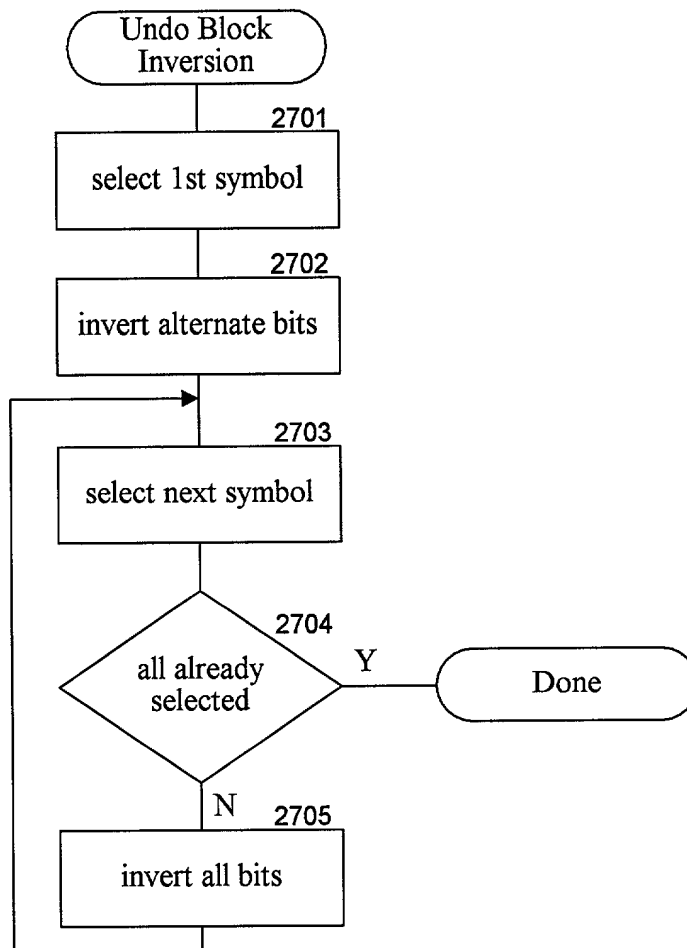 Undo Block
Inversion
2701
select 1st symbol
2702
invert alternate bits
2703
select next symbol
2704
all already
selected
Y
Done
N
2705
invert all bits